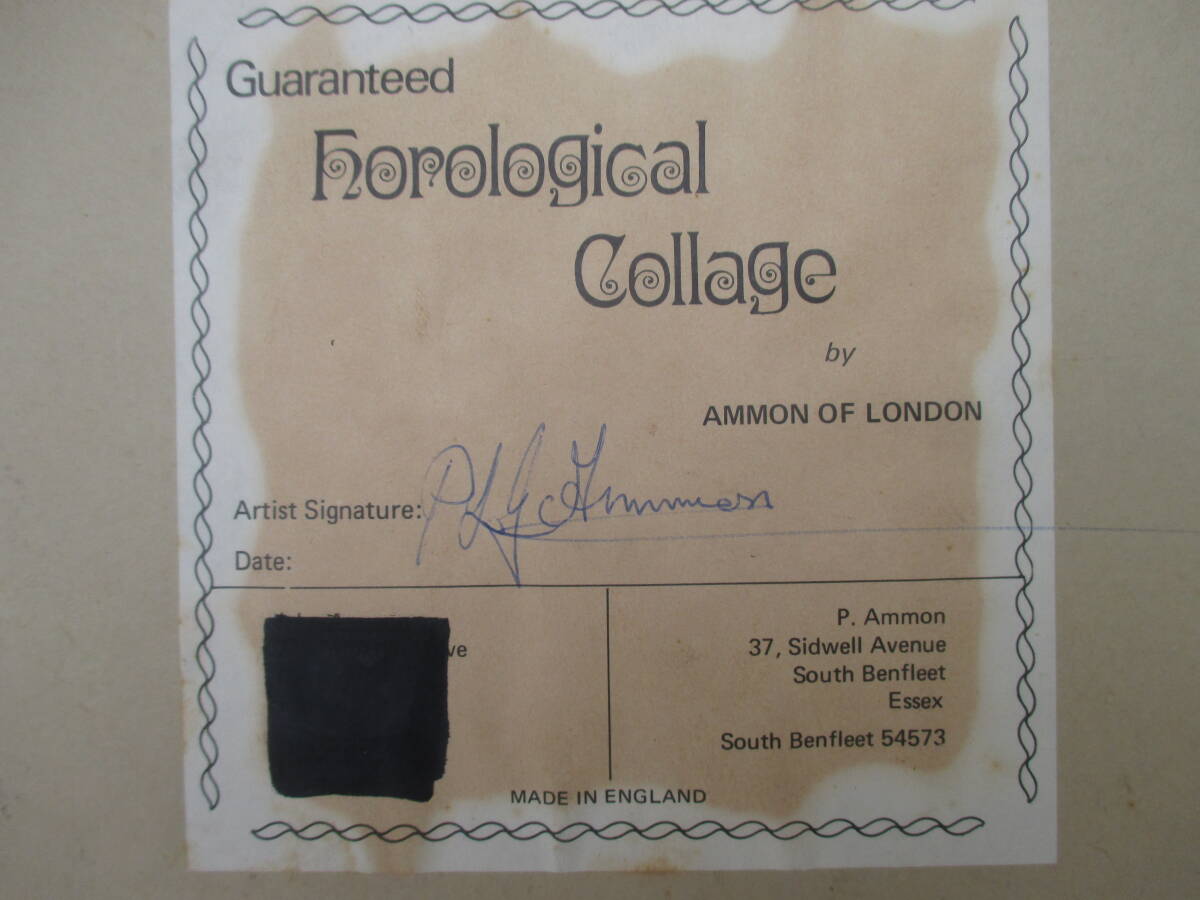 Guaranteed
Horological
Collage
by
AMMON OF LONDON
Artist Signature: P L G Ammon
Date:
P. Ammon
37, Sidwell Avenue
South Benfleet
Essex
South Benfleet 54573
MADE IN ENGLAND